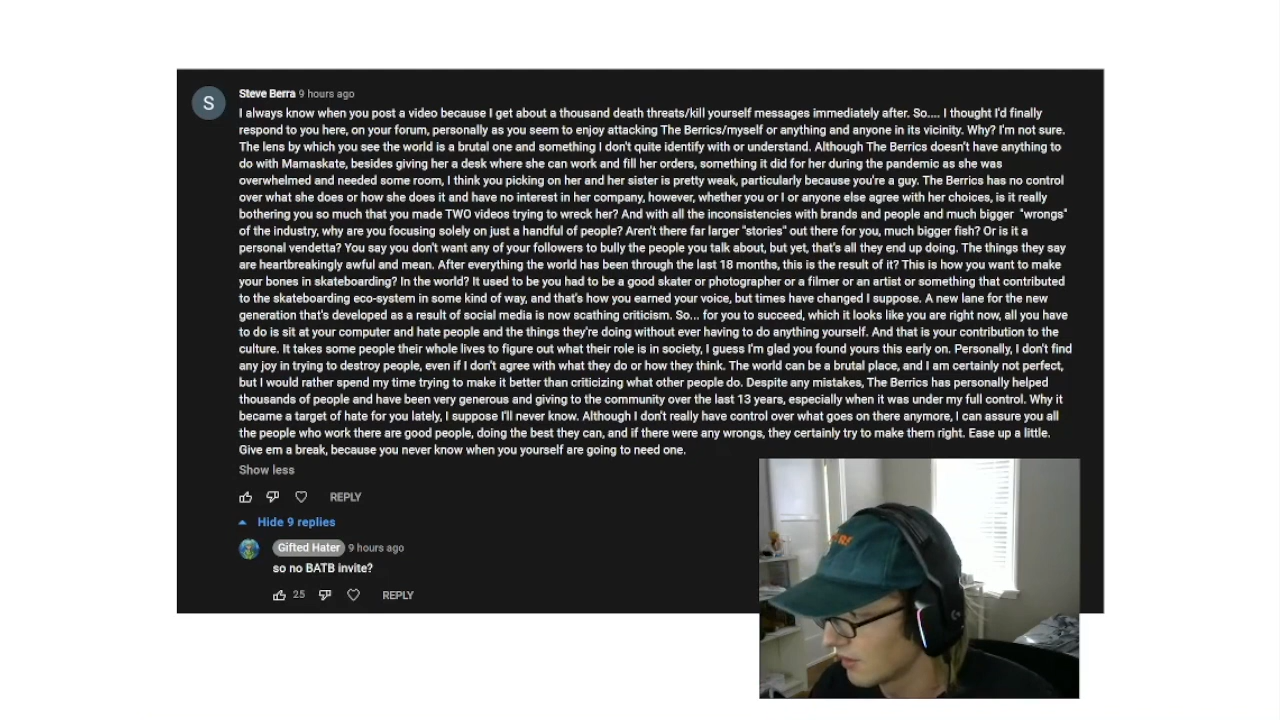 S
Steve Berra 9 hours ago
I always know when you post a video because I get about a thousand death threats/kill yourself messages immediately after. So.... I thought I'd finally
respond to you here, on your forum, personally as you seem to enjoy attacking The Berrics/myself or anything and anyone in its vicinity. Why? I'm not sure.
The lens by which you see the world is a brutal one and something I don't quite identify with or understand. Although The Berrics doesn't have anything to
do with Mamaskate, besides giving her a desk where she can work and fill her orders, something it did for her during the pandemic as she was
overwhelmed and needed some room, I think you picking on her and her sister is pretty weak, particularly because you're a guy. The Berrics has no control
over what she does or how she does it and have no interest in her company, however, whether you or I or anyone else agree with her choices, is it really
bothering you so much that you made TWO videos trying to wreck her? And with all the inconsistencies with brands and people and much bigger "wrongs"
of the industry, why are you focusing solely on just a handful of people? Aren't there far larger "stories" out there for you, much bigger fish? Or is it a
personal vendetta? You say you don't want any of your followers to bully the people you talk about, but yet, that's all they end up doing. The things they say
are heartbreakingly awful and mean. After everything the world has been through the last 18 months, this is the result of it? This is how you want to make
your bones in skateboarding? In the world? It used to be you had to be a good skater or photographer or a filmer or an artist or something that contributed
to the skateboarding eco-system in some kind of way, and that's how you earned your voice, but times have changed I suppose. A new lane for the new
generation that's developed as a result of social media is now scathing criticism. So... for you to succeed, which it looks like you are right now, all you have
to do is sit at your computer and hate people and the things they're doing without ever having to do anything yourself. And that is your contribution to the
culture. It takes some people their whole lives to figure out what their role is in society, I guess I'm glad you found yours this early on. Personally, I don't find
any joy in trying to destroy people, even if I don't agree with what they do or how they think. The world can be a brutal place, and I am certainly not perfect,
but I would rather spend my time trying to make it better than criticizing what other people do. Despite any mistakes, The Berrics has personally helped
thousands of people and have been very generous and giving to the community over the last 13 years, especially when it was under my full control. Why it
became a target of hate for you lately, I suppose I'll never know. Although I don't really have control over what goes on there anymore, I can assure you all
the people who work there are good people, doing the best they can, and if there were any wrongs, they certainly try to make them right. Ease up a little.
Give em a break, because you never know when you yourself are going to need one.
Show less
REPLY
Hide 9 replies
Gifted Hater 9 hours ago
so no BATB invite?
25 REPLY